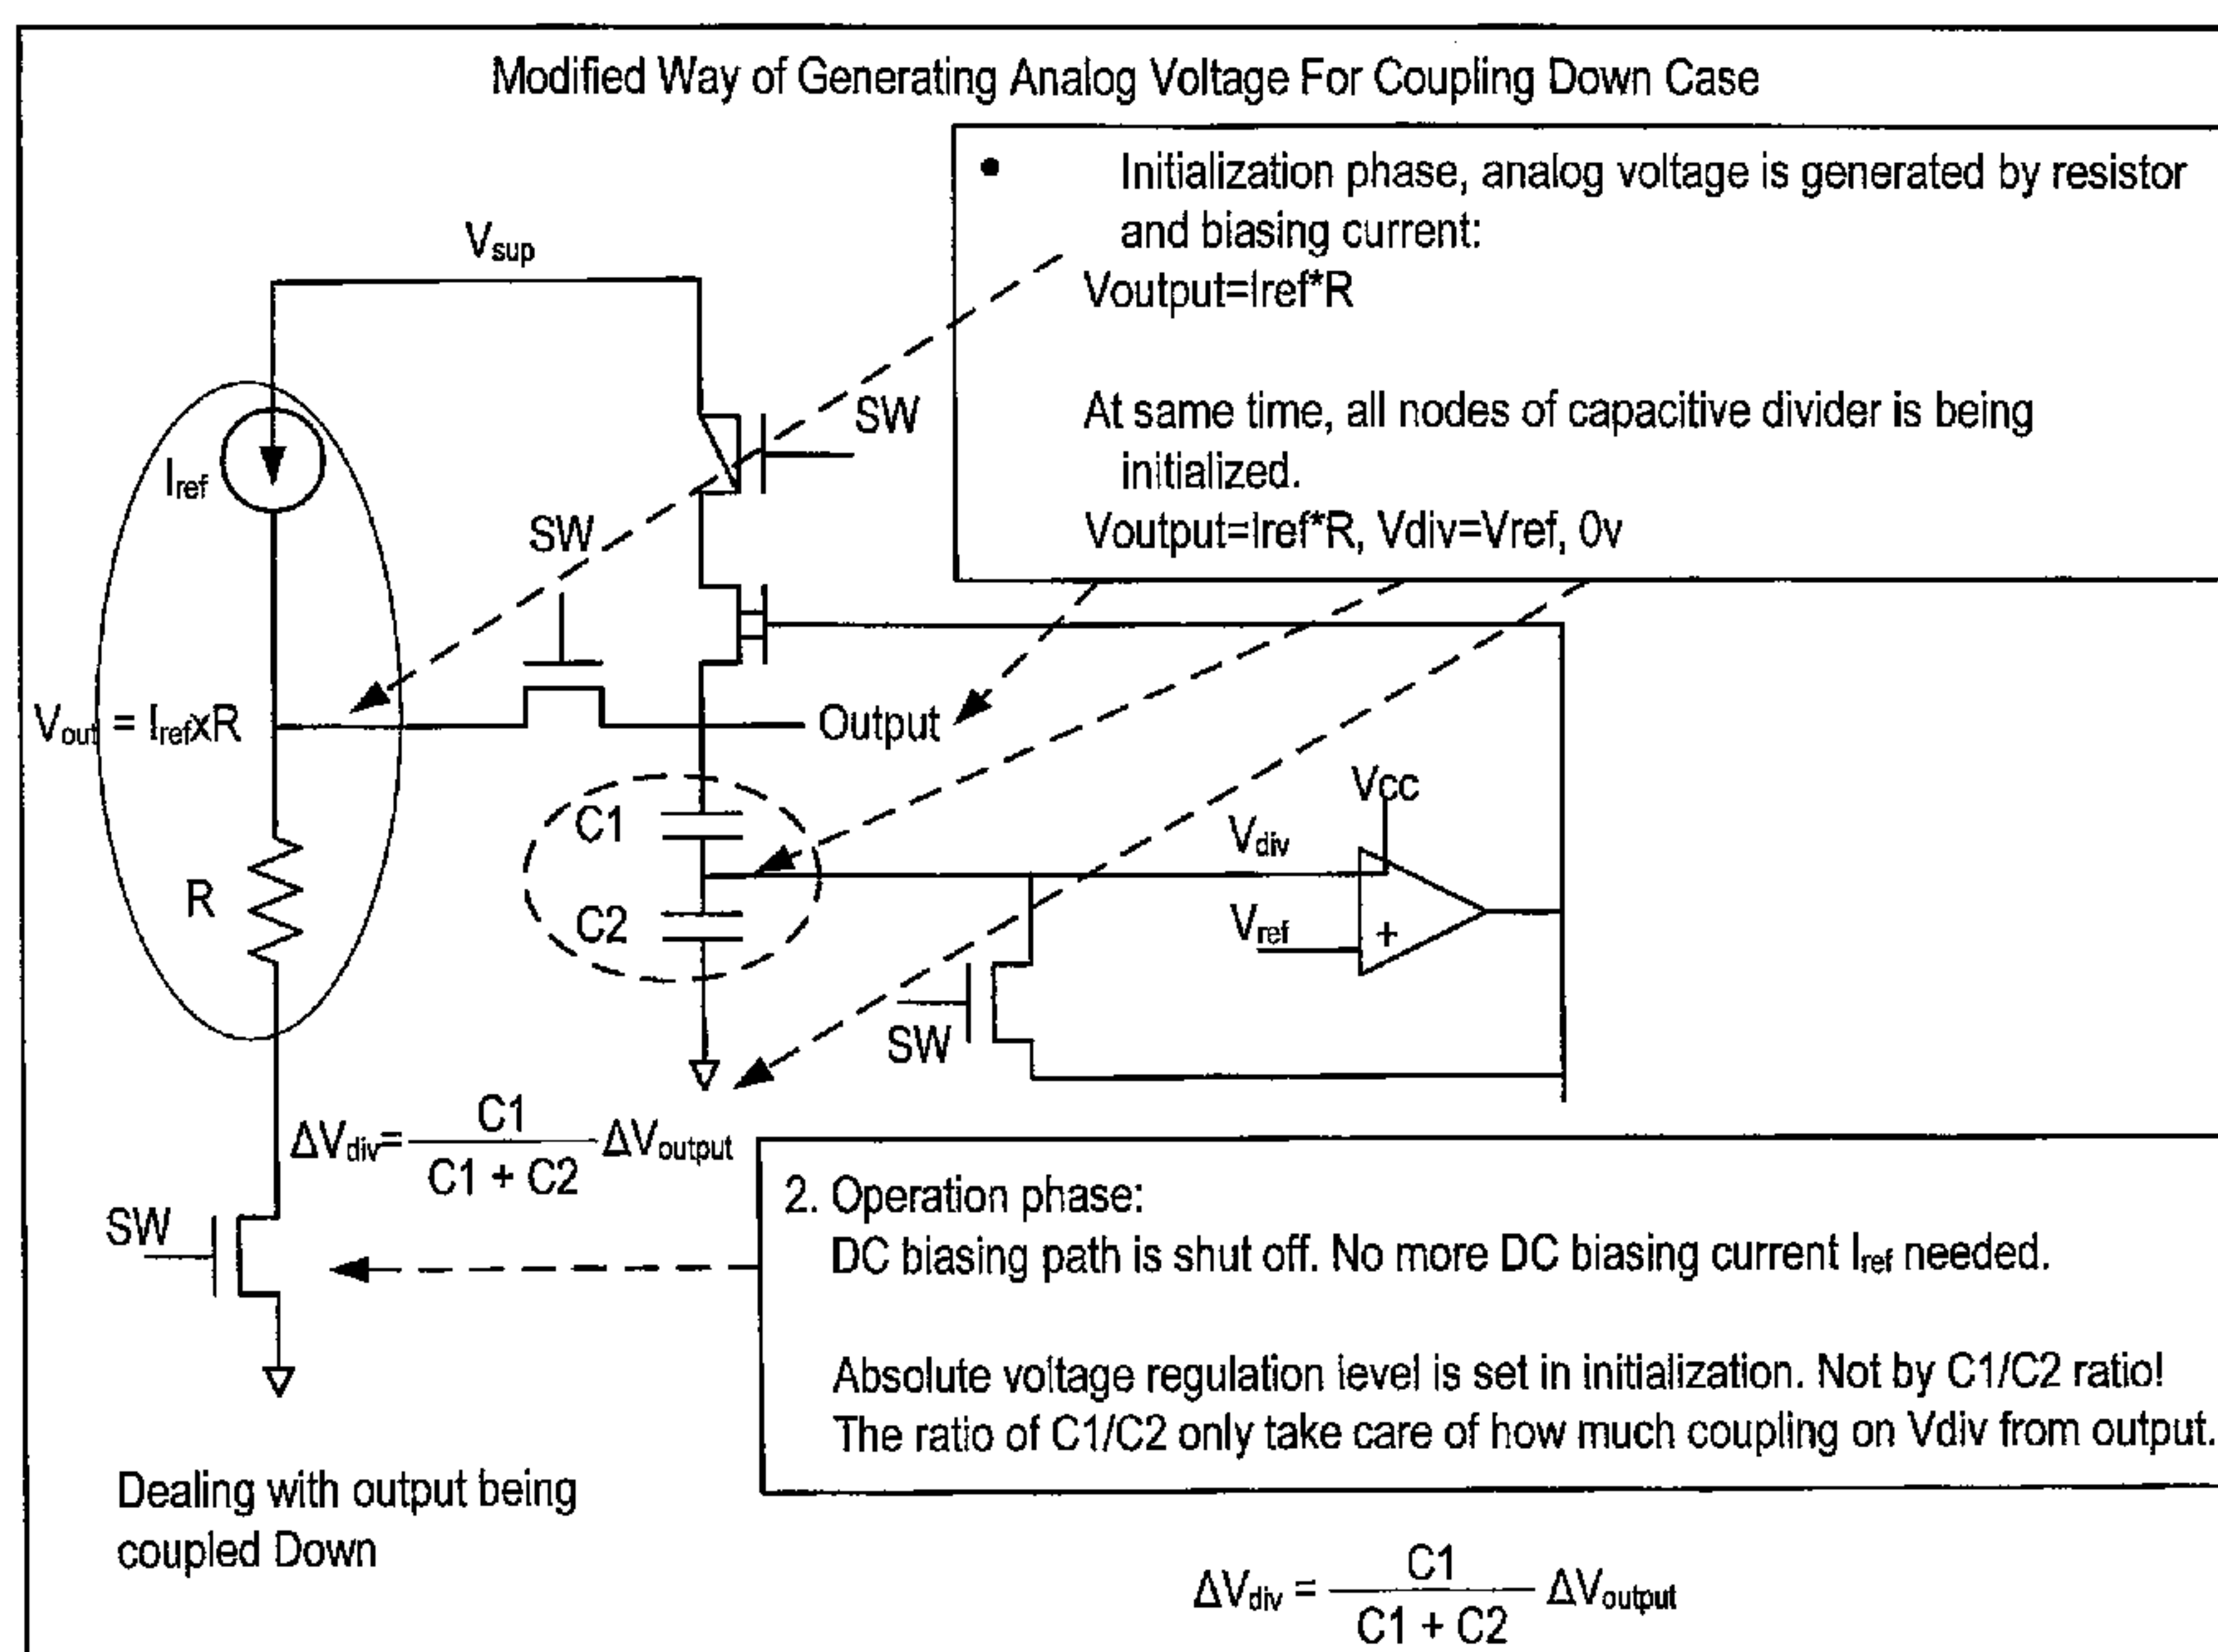 Modified Way of Generating Analog Voltage For Coupling Down Case
• Initialization phase, analog voltage is generated by resistor
and biasing current:
Voutput=Iref*R
At same time, all nodes of capacitive divider is being
initialized.
Voutput=Iref*R, Vdiv=Vref, 0v
Vsup
SW
Iref
SW
Vout = IrefxR
Output
C1
Vcc
Vdiv
R
C2
Vref
+
SW
ΔVdiv= C1 / C1 + C2 ΔVoutput
SW
2. Operation phase:
DC biasing path is shut off. No more DC biasing current Iref needed.
Absolute voltage regulation level is set in initialization. Not by C1/C2 ratio!
The ratio of C1/C2 only take care of how much coupling on Vdiv from output.
Dealing with output being
coupled Down
ΔVdiv = C1 / C1 + C2 ΔVoutput